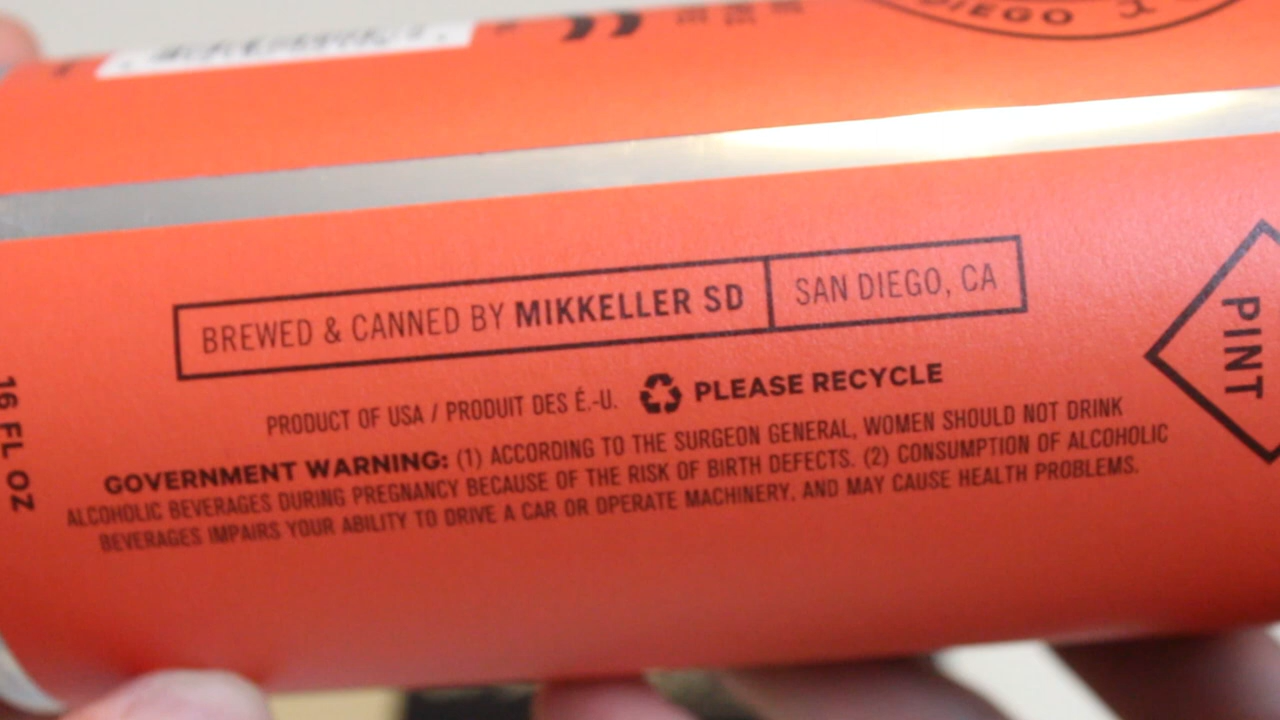 DIEGO
BREWED & CANNED BY MIKKELLER SD SAN DIEGO, CA
PRODUCT OF USA / PRODUIT DES É.-U. PLEASE RECYCLE
GOVERNMENT WARNING: (1) ACCORDING TO THE SURGEON GENERAL, WOMEN SHOULD NOT DRINK
ALCOHOLIC BEVERAGES DURING PREGNANCY BECAUSE OF THE RISK OF BIRTH DEFECTS. (2) CONSUMPTION OF ALCOHOLIC
BEVERAGES IMPAIRS YOUR ABILITY TO DRIVE A CAR OR OPERATE MACHINERY, AND MAY CAUSE HEALTH PROBLEMS.
16 FL OZ
PINT